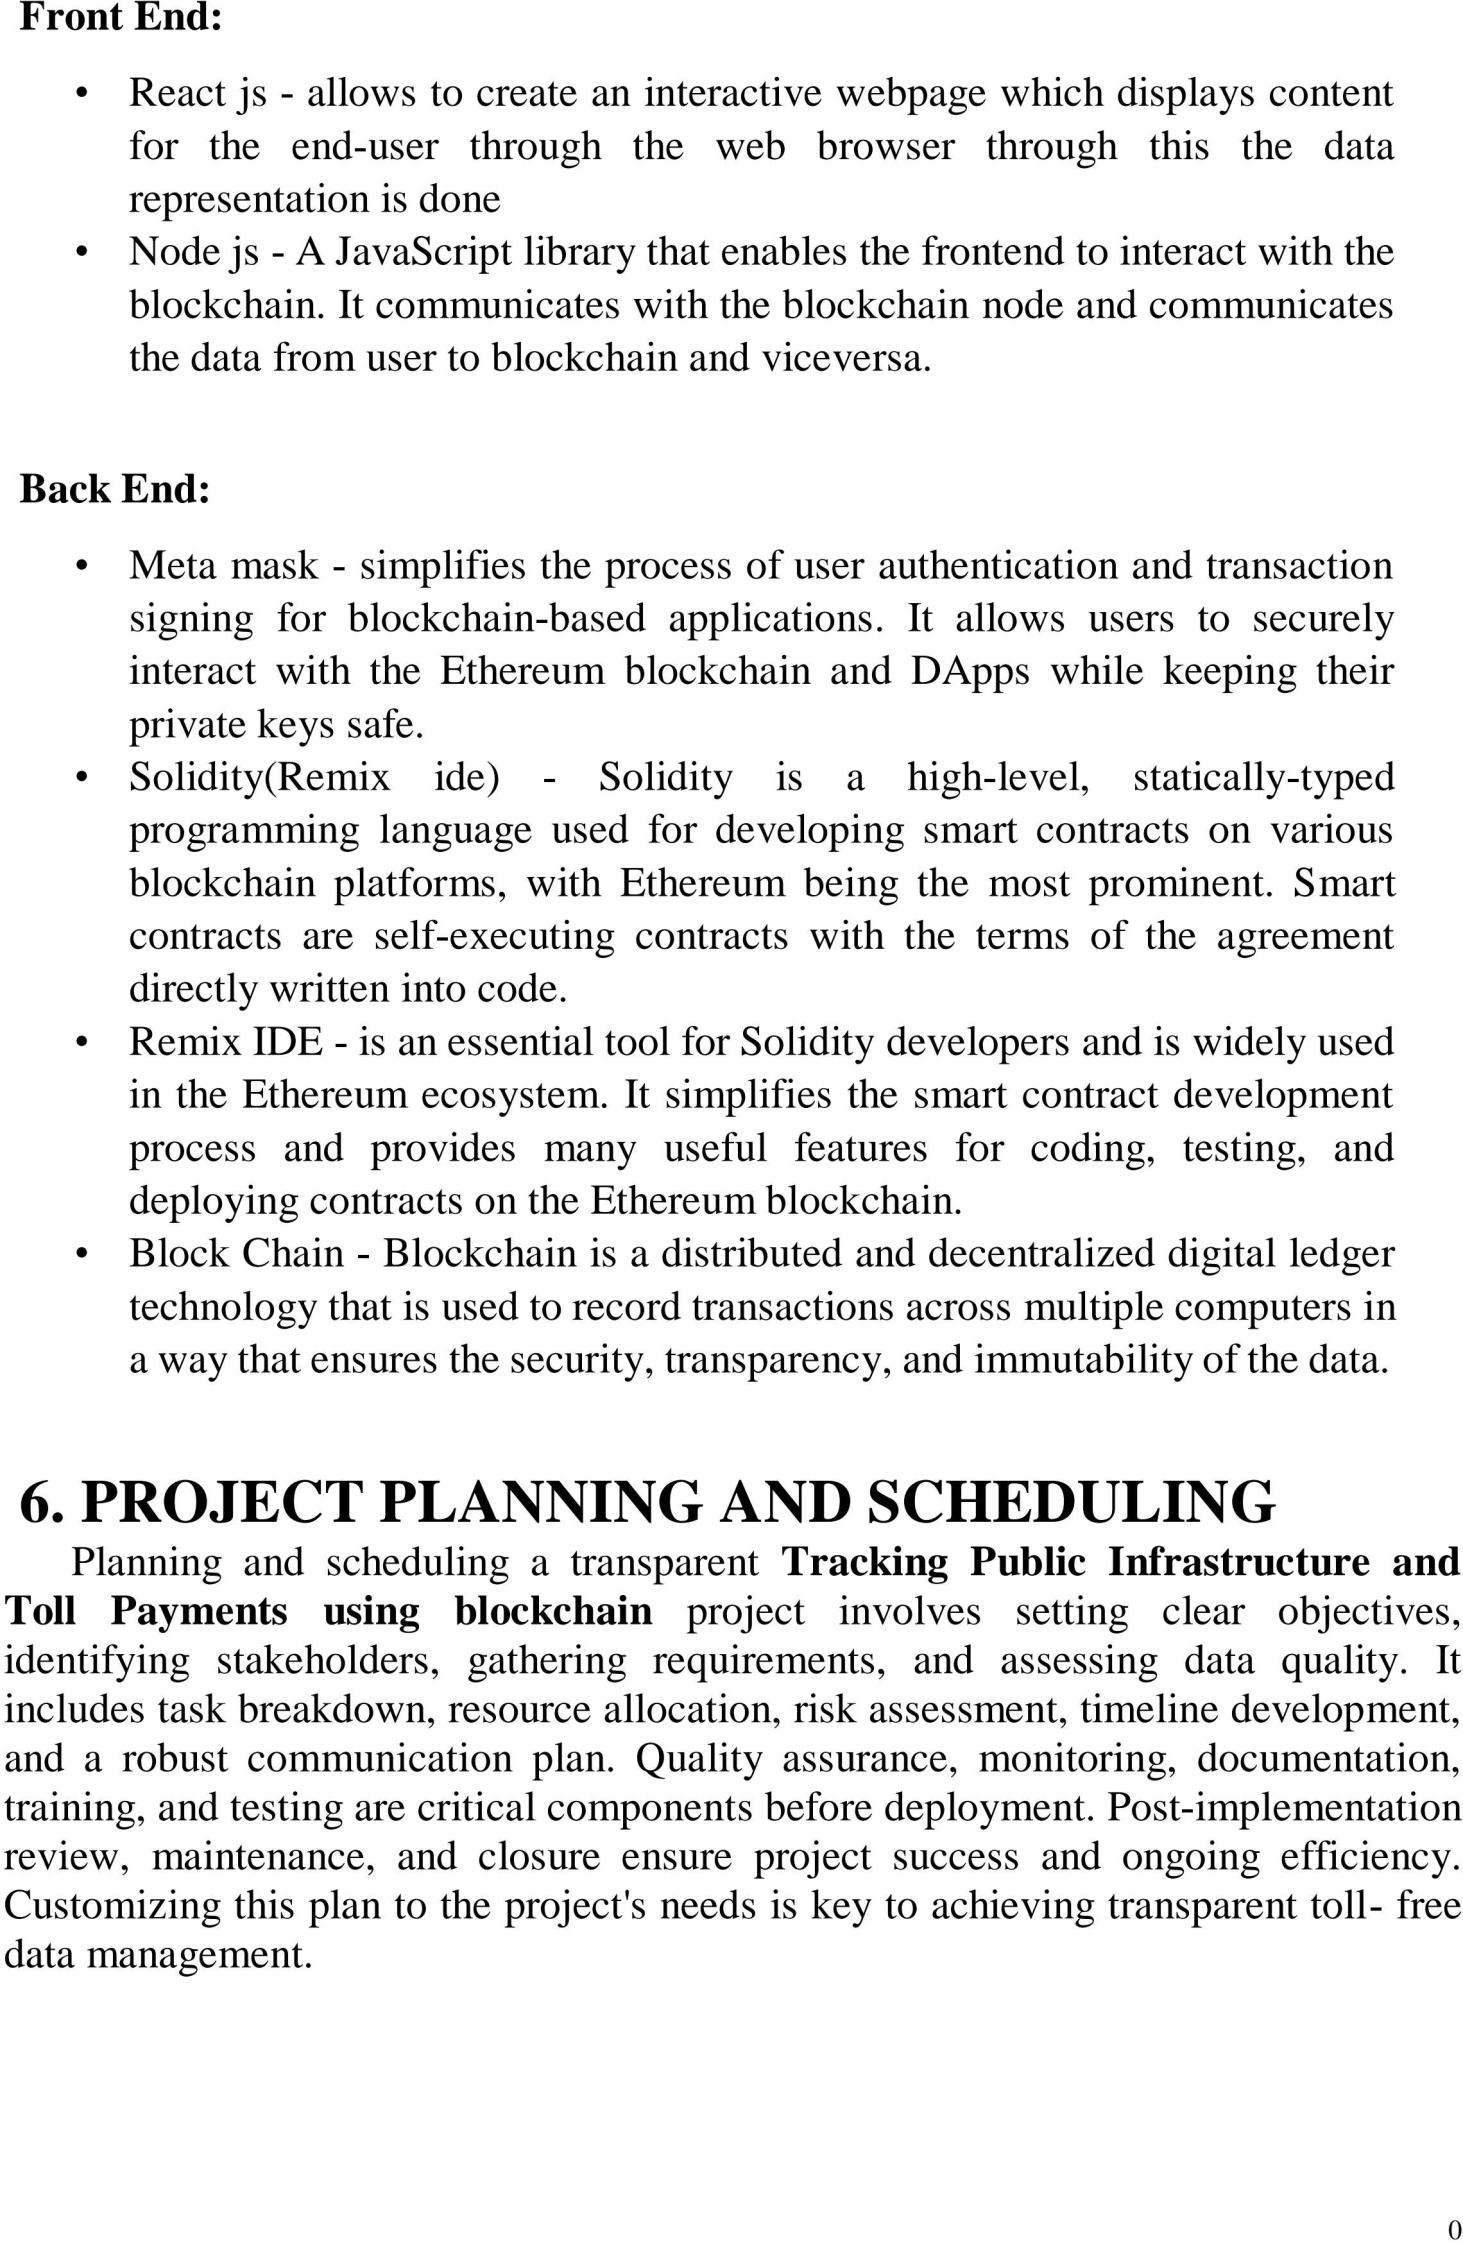 Front End:
• React js - allows to create an interactive webpage which displays content
for the end-user through the web browser through this the data
representation is done
• Node js - A JavaScript library that enables the frontend to interact with the
blockchain. It communicates with the blockchain node and communicates
the data from user to blockchain and viceversa.
Back End:
• Meta mask - simplifies the process of user authentication and transaction
signing for blockchain-based applications. It allows users to securely
interact with the Ethereum blockchain and DApps while keeping their
private keys safe.
• Solidity(Remix ide) - Solidity is a high-level, statically-typed
programming language used for developing smart contracts on various
blockchain platforms, with Ethereum being the most prominent. Smart
contracts are self-executing contracts with the terms of the agreement
directly written into code.
• Remix IDE - is an essential tool for Solidity developers and is widely used
in the Ethereum ecosystem. It simplifies the smart contract development
process and provides many useful features for coding, testing, and
deploying contracts on the Ethereum blockchain.
• Block Chain - Blockchain is a distributed and decentralized digital ledger
technology that is used to record transactions across multiple computers in
a way that ensures the security, transparency, and immutability of the data.
6. PROJECT PLANNING AND SCHEDULING
Planning and scheduling a transparent Tracking Public Infrastructure and
Toll Payments using blockchain project involves setting clear objectives,
identifying stakeholders, gathering requirements, and assessing data quality. It
includes task breakdown, resource allocation, risk assessment, timeline development,
and a robust communication plan. Quality assurance, monitoring, documentation,
training, and testing are critical components before deployment. Post-implementation
review, maintenance, and closure ensure project success and ongoing efficiency.
Customizing this plan to the project's needs is key to achieving transparent toll- free
data management.
0